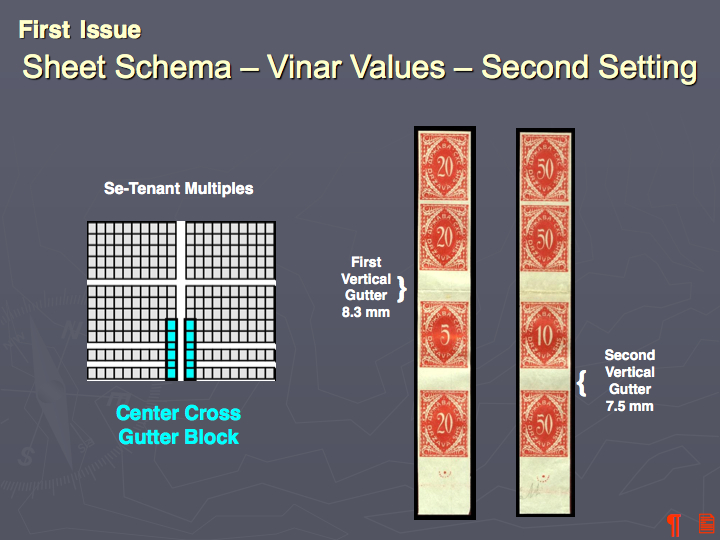 First Issue
Sheet Schema – Vinar Values – Second Setting
Se-Tenant Multiples
First
Vertical
Gutter
8.3 mm
}
Second
Vertical
Gutter
7.5 mm
{
Center Cross
Gutter Block
20
50
20
50
5
10
20
50
¶